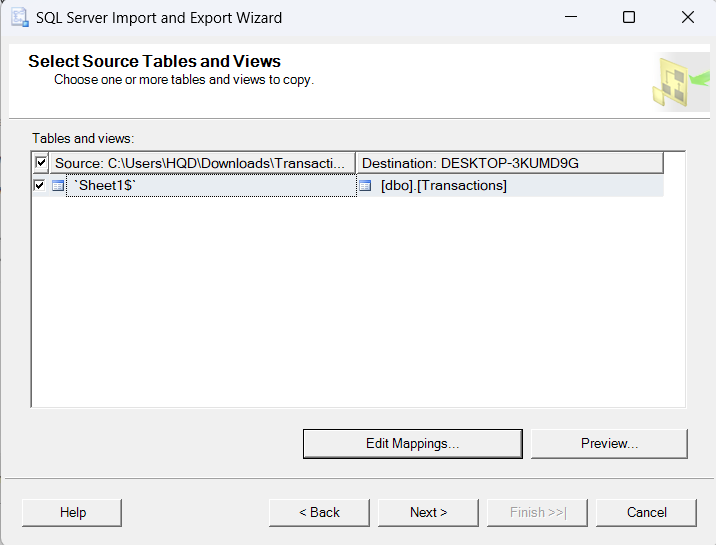 SQL Server Import and Export Wizard
Select Source Tables and Views
Choose one or more tables and views to copy.
Tables and views:
Source: C:\Users\HQD\Downloads\Transacti... Destination: DESKTOP-3KUMD9G
`Sheet1$` [dbo].[Transactions]
Edit Mappings... Preview...
Help < Back Next > Finish >>| Cancel